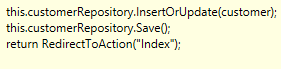 this.customerRepository.InsertOrUpdate(customer);
this.customerRepository.Save();
return RedirectToAction("Index");